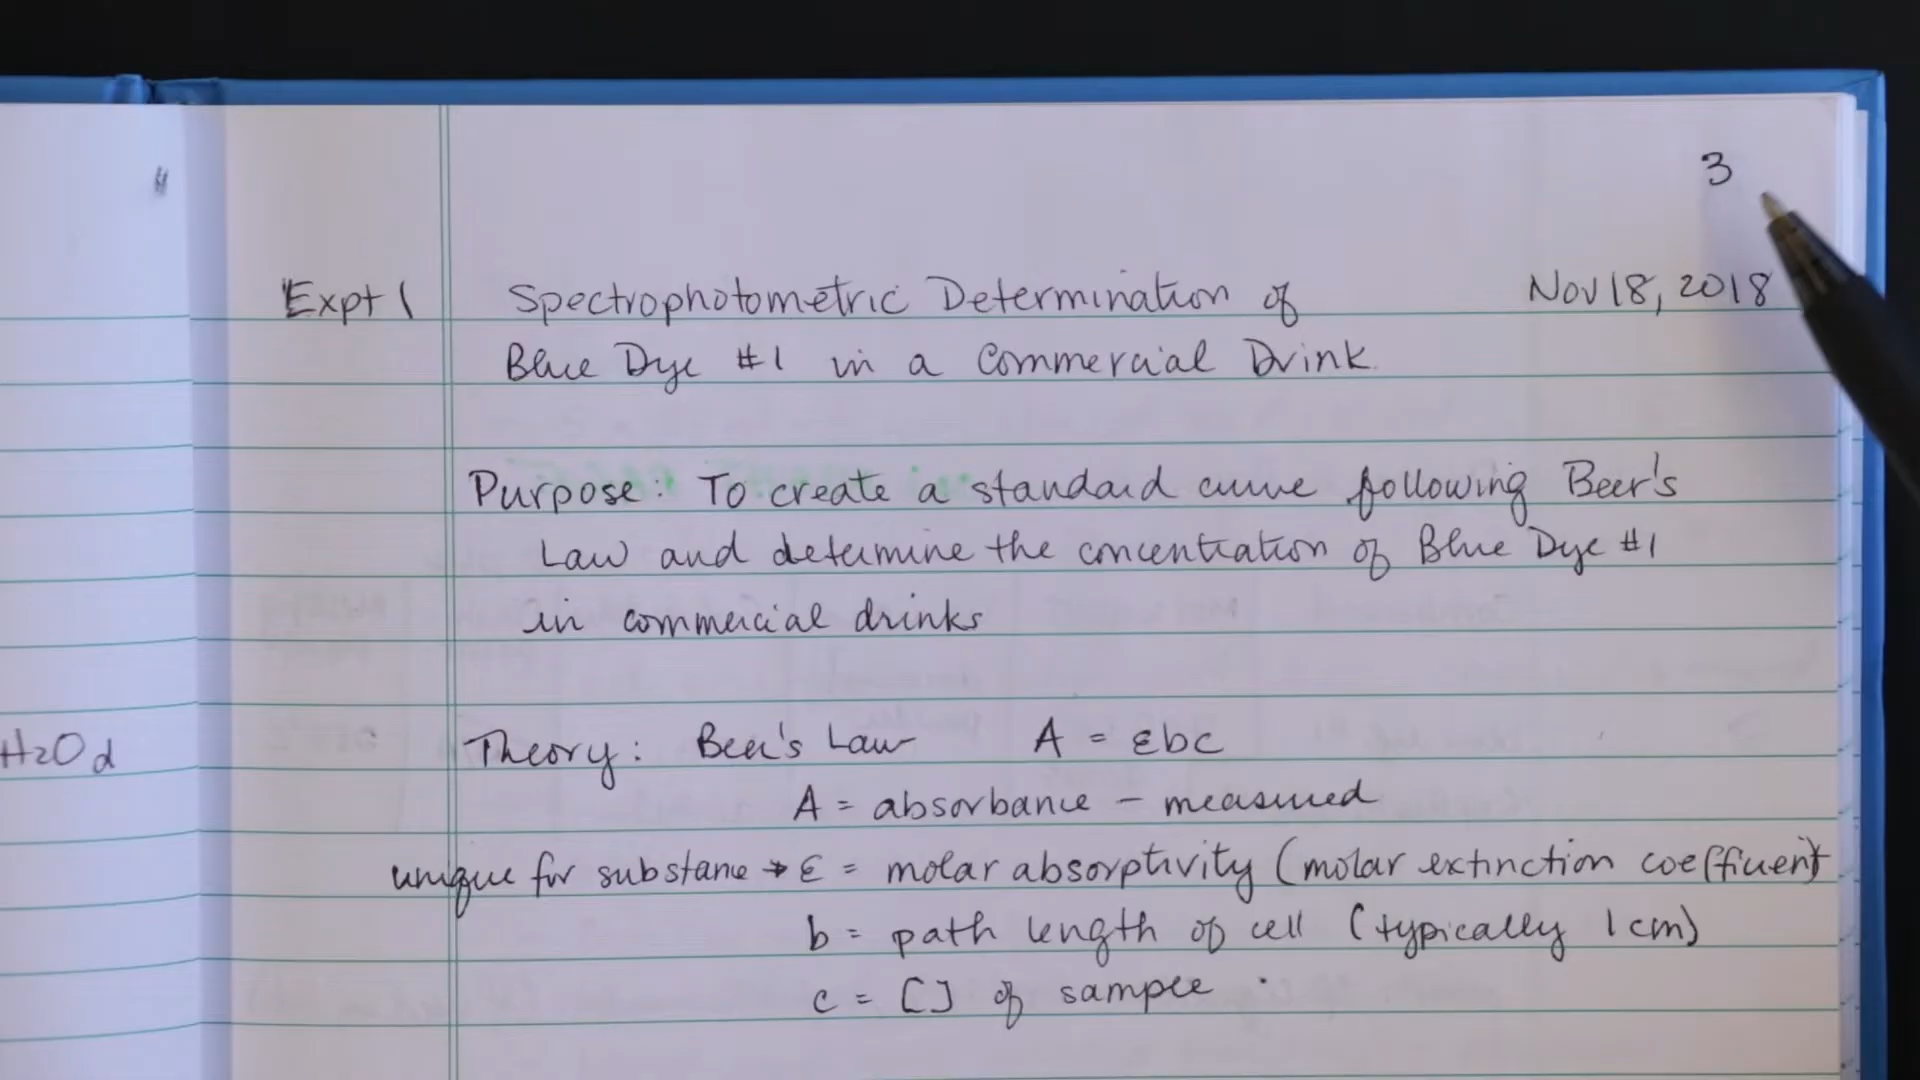 3
Expt 1 Spectrophotometric Determination of Nov 18, 2018
Blue Dye #1 in a Commercial Drink
Purpose: To create a standard curve following Beer's
Law and determine the concentration of Blue Dye #1
in commercial drinks
H2O d
Theory: Beer's Law A = εbc
A = absorbance - measured
unique for substance → ε = molar absorptivity (molar extinction coefficient)
b = path length of cell (typically 1 cm)
c = [] of sample